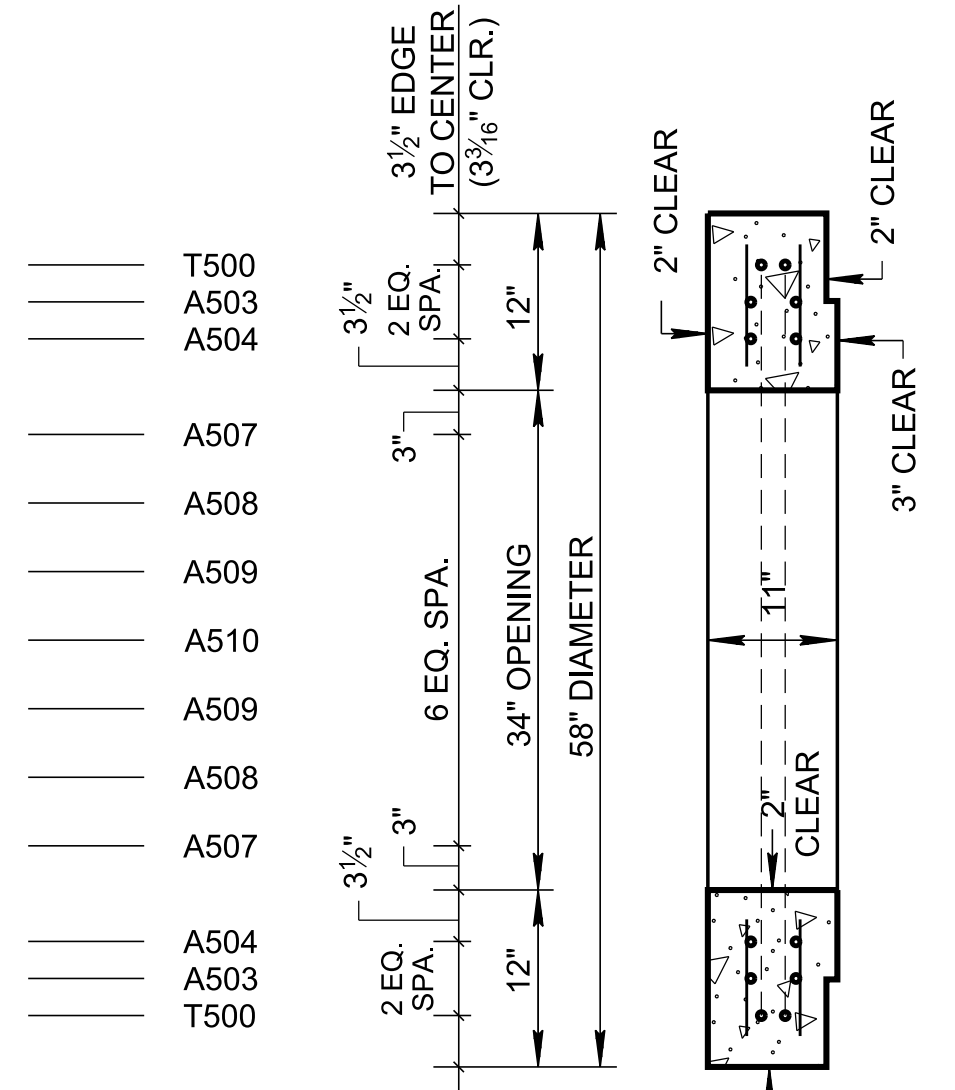 3½" EDGE
TO CENTER
(3³⁄₁₆" CLR.)
2" CLEAR
2" CLEAR
T500
A503
A504
3½"
2 EQ.
SPA.
12"
3" CLEAR
A507
3"
A508
A509
A510
A509
A508
A507
6 EQ. SPA.
34" OPENING
58" DIAMETER
11"
2"
CLEAR
3½"
3"
A504
A503
T500
2 EQ.
SPA.
12"